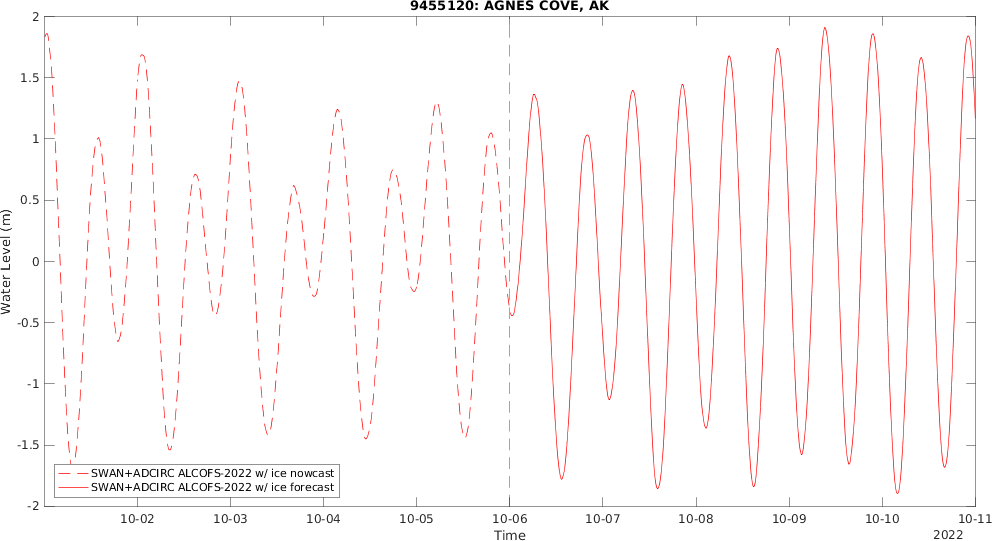 9455120: AGNES COVE, AK
2
1.5
1
0.5
0
-0.5
-1
-1.5
-2
Water Level (m)
SWAN+ADCIRC ALCOFS-2022 w/ ice nowcast
SWAN+ADCIRC ALCOFS-2022 w/ ice forecast
10-02 10-03 10-04 10-05 10-06 10-07 10-08 10-09 10-10 10-11
Time
2022